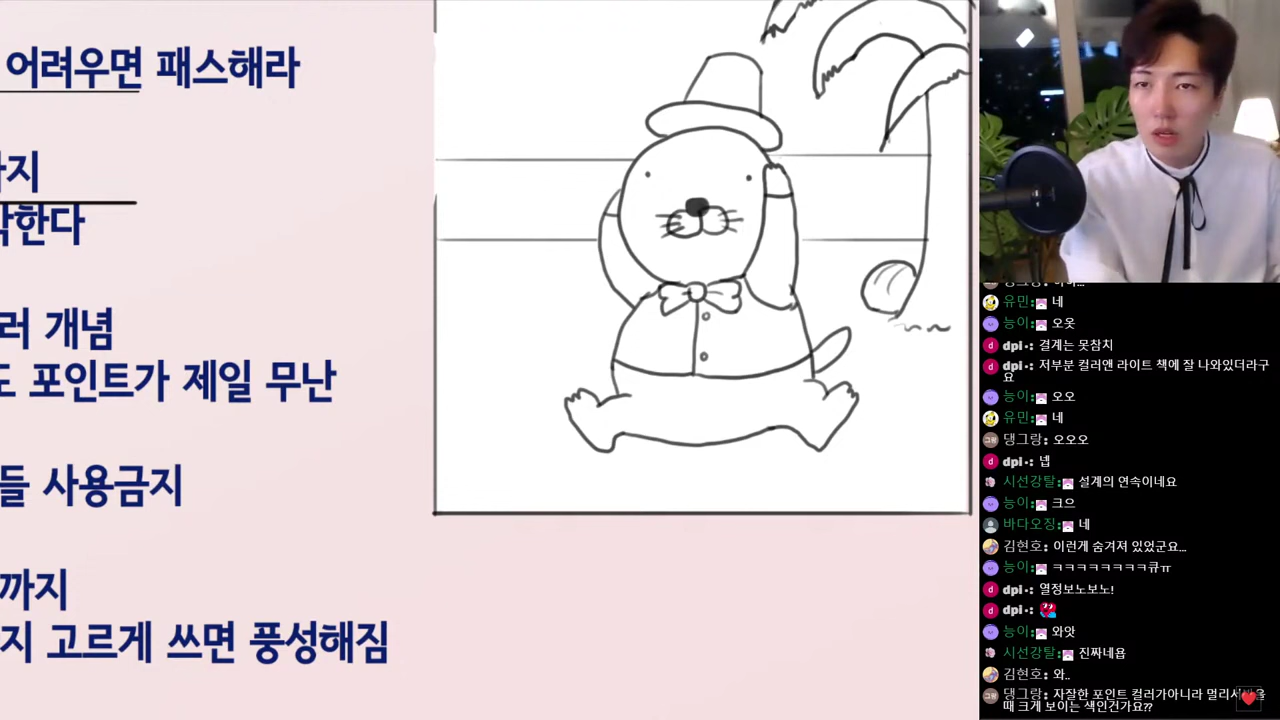 어려우면 패스해라
까지
각한다
러 개념
도 포인트가 제일 무난
들 사용금지
까지
지 고르게 쓰면 풍성해짐
유민: 네
능이: 오옷
dpi·: 결계는 못참치
dpi·: 저부분 컬러앤 라이트 책에 잘 나와있더라구
요
능이: 오오
유민: 네
댕그랑: 오오오
dpi·: 넵
시선강탈: 설계의 연속이네요
능이: 크으
바다오징: 네
김현호: 이런게 숨겨져 있었군요...
능이: ㅋㅋㅋㅋㅋㅋㅋㅋ큐ㅠ
dpi·: 열정보노보노!
dpi·:
능이: 와앗
시선강탈: 진짜네욥
김현호: 와..
댕그랑: 자잘한 포인트 컬러가아니라 멀리서
때 크게 보이는 색인건가요??